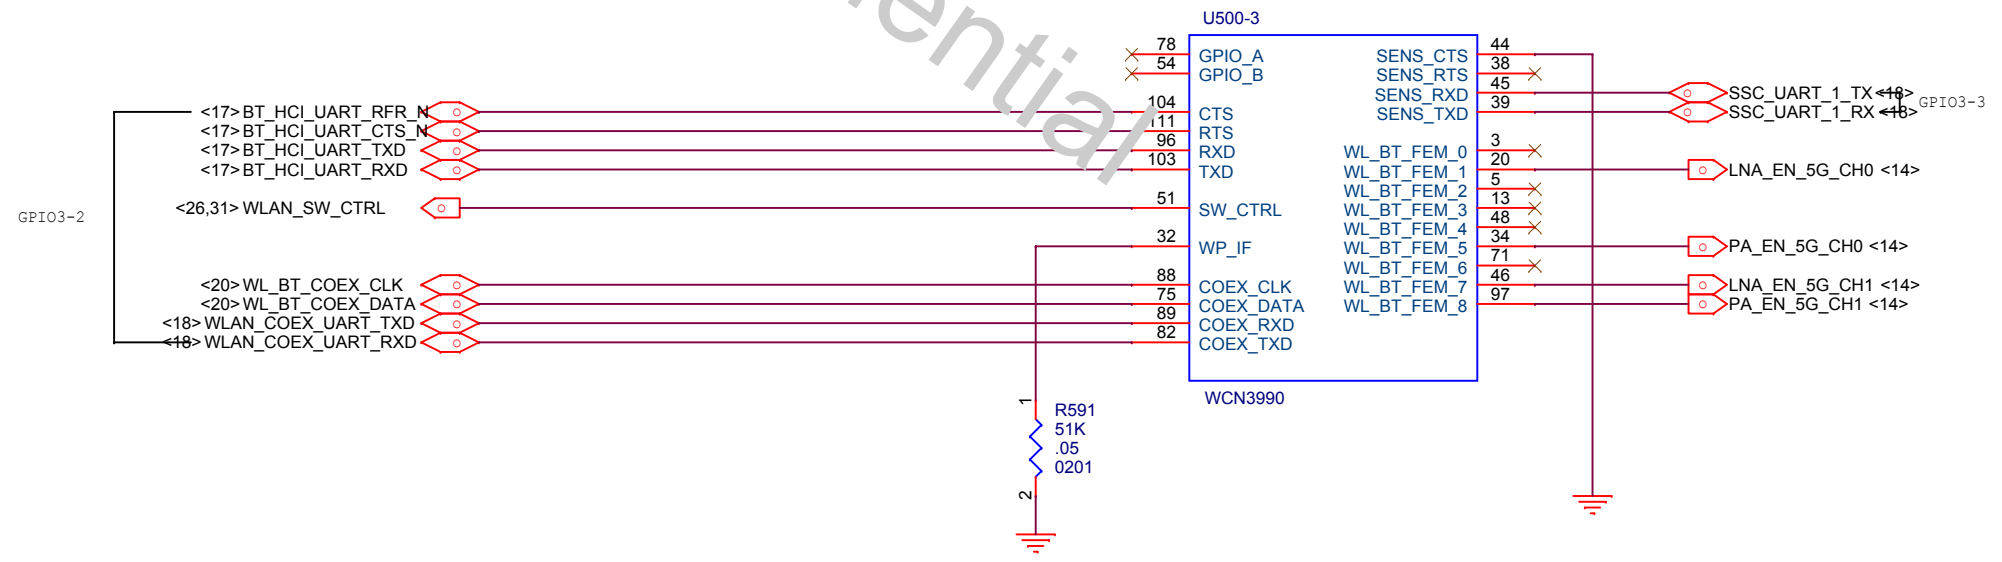 ential
U500-3
78 GPIO_A
54 GPIO_B
104 CTS
111 RTS
96 RXD
103 TXD
51 SW_CTRL
32 WP_IF
88 COEX_CLK
75 COEX_DATA
89 COEX_RXD
82 COEX_TXD
SENS_CTS 44
SENS_RTS 38
SENS_RXD 45
SENS_TXD 39
WL_BT_FEM_0 3
WL_BT_FEM_1 20
WL_BT_FEM_2 5
WL_BT_FEM_3 13
WL_BT_FEM_4 48
WL_BT_FEM_5 34
WL_BT_FEM_6 71
WL_BT_FEM_7 46
WL_BT_FEM_8 97
WCN3990
GPIO3-2
<17> BT_HCI_UART_RFR_N
<17> BT_HCI_UART_CTS_N
<17> BT_HCI_UART_TXD
<17> BT_HCI_UART_RXD
<26,31> WLAN_SW_CTRL
<20> WL_BT_COEX_CLK
<20> WL_BT_COEX_DATA
<18> WLAN_COEX_UART_TXD
<18> WLAN_COEX_UART_RXD
SSC_UART_1_TX <18>
SSC_UART_1_RX <18>
GPIO3-3
LNA_EN_5G_CH0 <14>
PA_EN_5G_CH0 <14>
LNA_EN_5G_CH1 <14>
PA_EN_5G_CH1 <14>
1
R591
51K
.05
0201
2